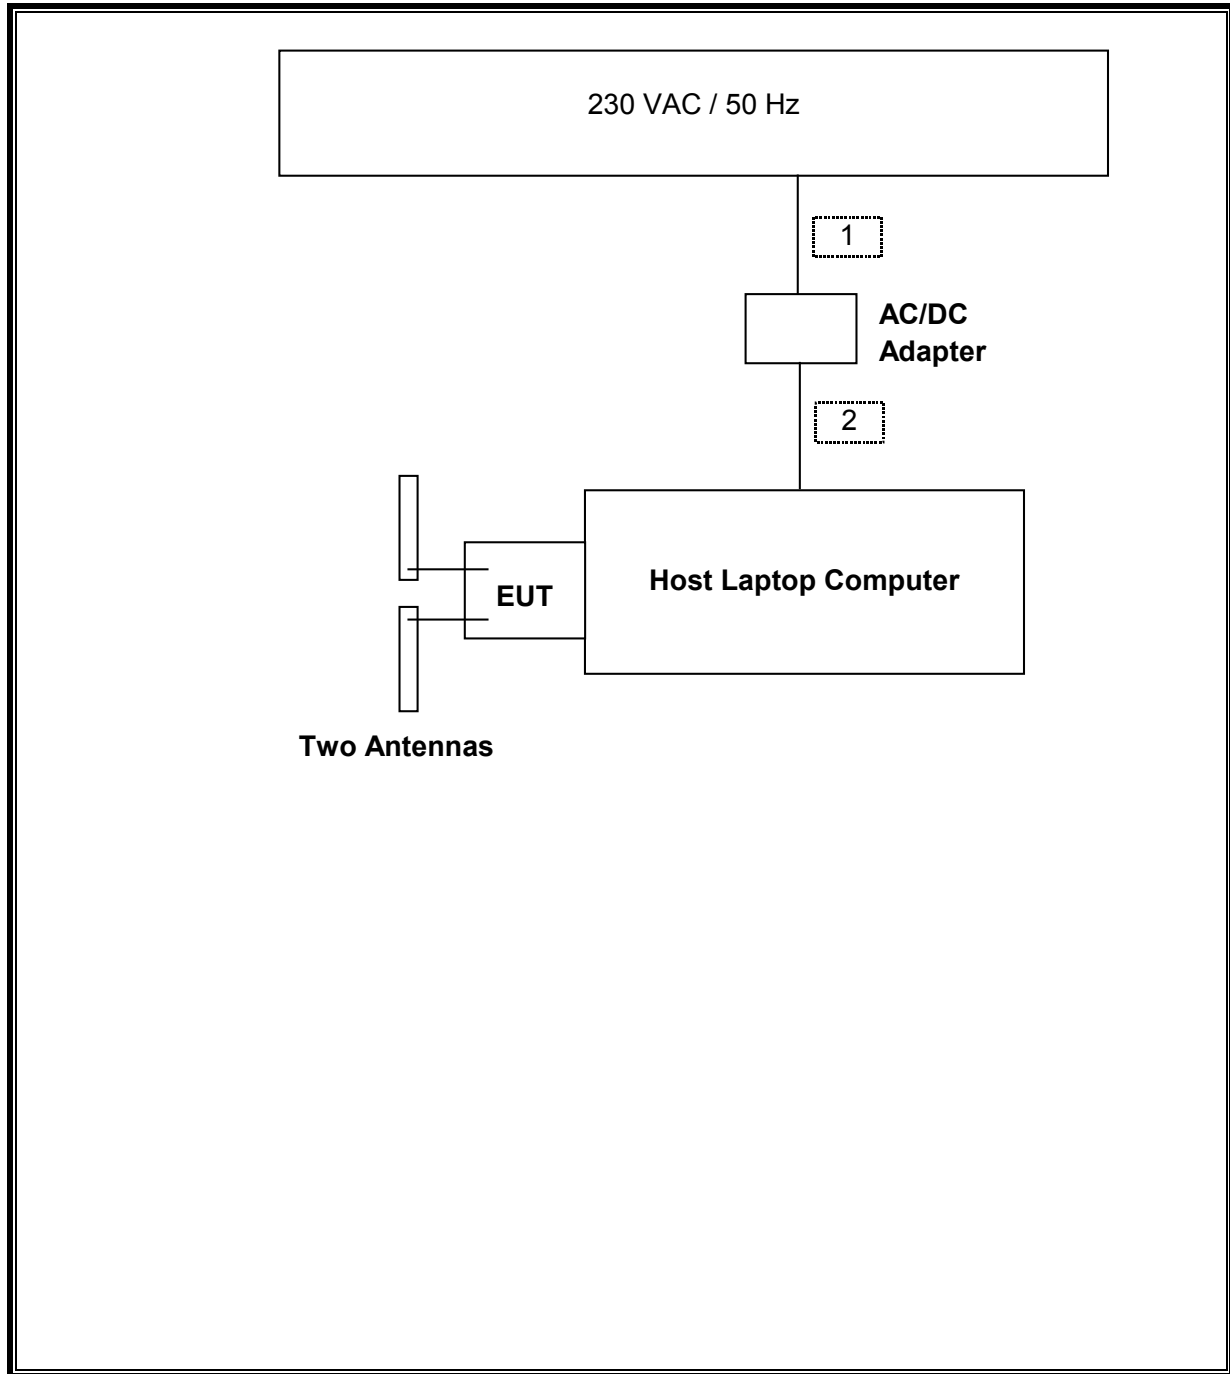 230 VAC / 50 Hz
1
AC/DC
Adapter
2
EUT
Host Laptop Computer
Two Antennas